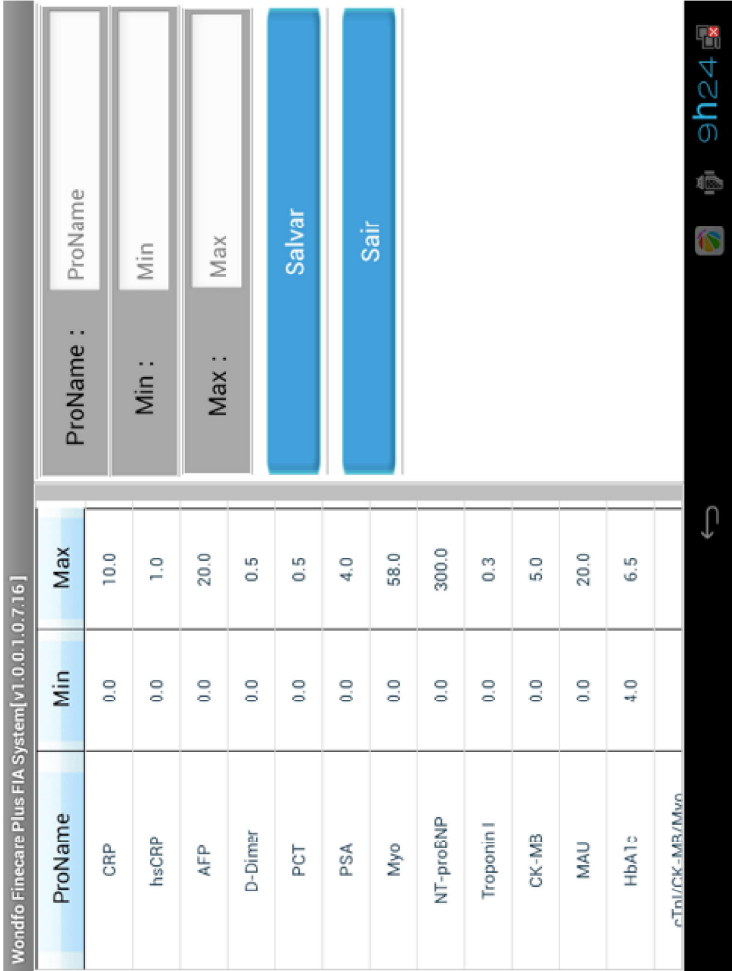 Wondfo Finecare Plus FIA System[v1.0.0.1.0.7.16]
ProName Min Max
CRP 0.0 10.0
hsCRP 0.0 1.0
AFP 0.0 20.0
D-Dimer 0.0 0.5
PCT 0.0 0.5
PSA 0.0 4.0
Myo 0.0 58.0
NT-proBNP 0.0 300.0
Troponin I 0.0 0.3
CK-MB 0.0 5.0
MAU 0.0 20.0
HbA1c 4.0 6.5
cTnI/CK-MB/Myo
ProName : ProName
Min : Min
Max : Max
Salvar
Sair
9h24